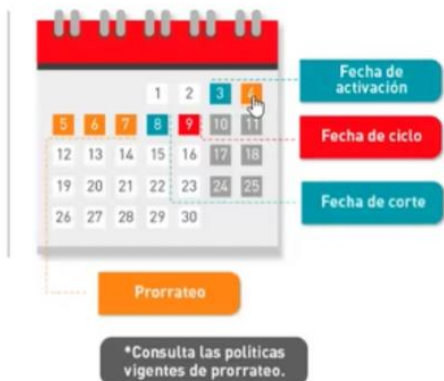 1 2 3 4
5 6 7 8 9 10 11
12 13 14 15 16 17 18
19 20 21 22 23 24 25
26 27 28 29 30
Fecha de
activación
Fecha de ciclo
Fecha de corte
Prorrateo
*Consulta las políticas
vigentes de prorrateo.